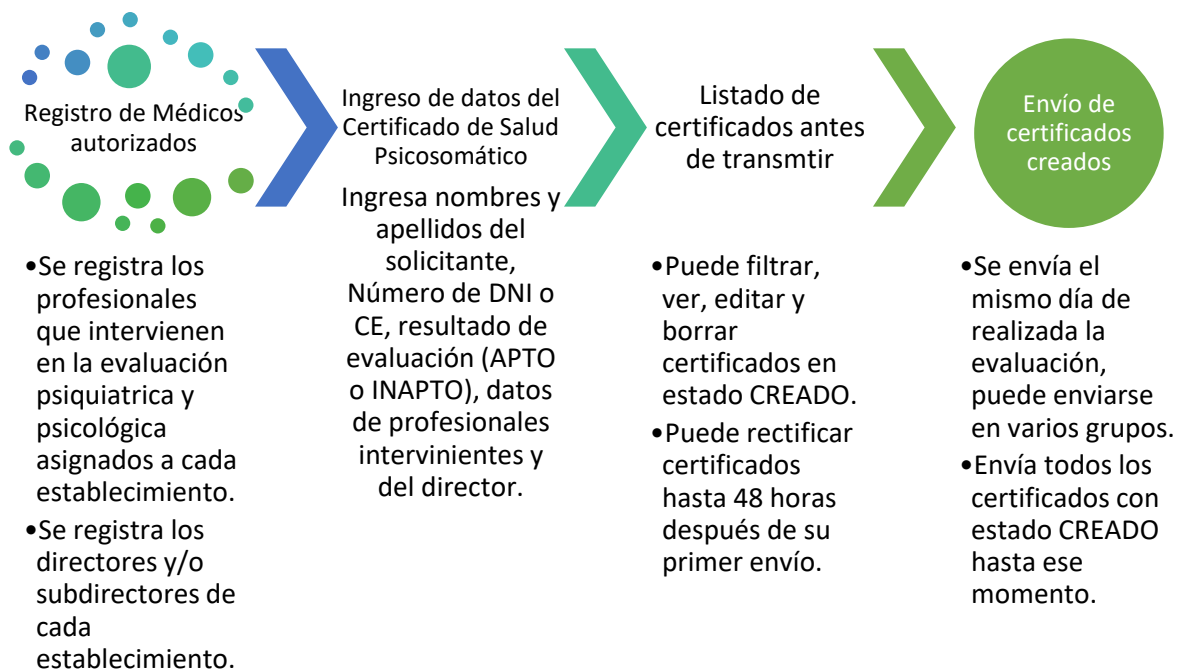 Registro de Médicos
autorizados
•Se registra los
profesionales
que intervienen
en la evaluación
psiquiatrica y
psicológica
asignados a cada
establecimiento.
•Se registra los
directores y/o
subdirectores de
cada
establecimiento.
Ingreso de datos del
Certificado de Salud
Psicosomático
Ingresa nombres y
apellidos del
solicitante,
Número de DNI o
CE, resultado de
evaluación (APTO
o INAPTO), datos
de profesionales
intervinientes y
del director.
Listado de
certificados antes
de transmtir
•Puede filtrar,
ver, editar y
borrar
certificados en
estado CREADO.
•Puede rectificar
certificados
hasta 48 horas
después de su
primer envío.
Envío de
certificados
creados
•Se envía el
mismo día de
realizada la
evaluación,
puede enviarse
en varios grupos.
•Envía todos los
certificados con
estado CREADO
hasta ese
momento.